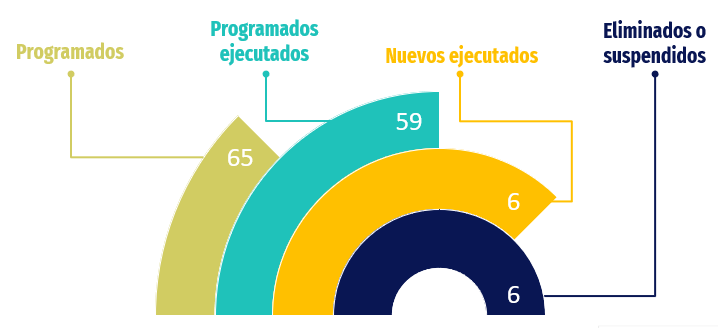 Programados
Programados
ejecutados
Nuevos ejecutados
Eliminados o
suspendidos
65
59
6
6